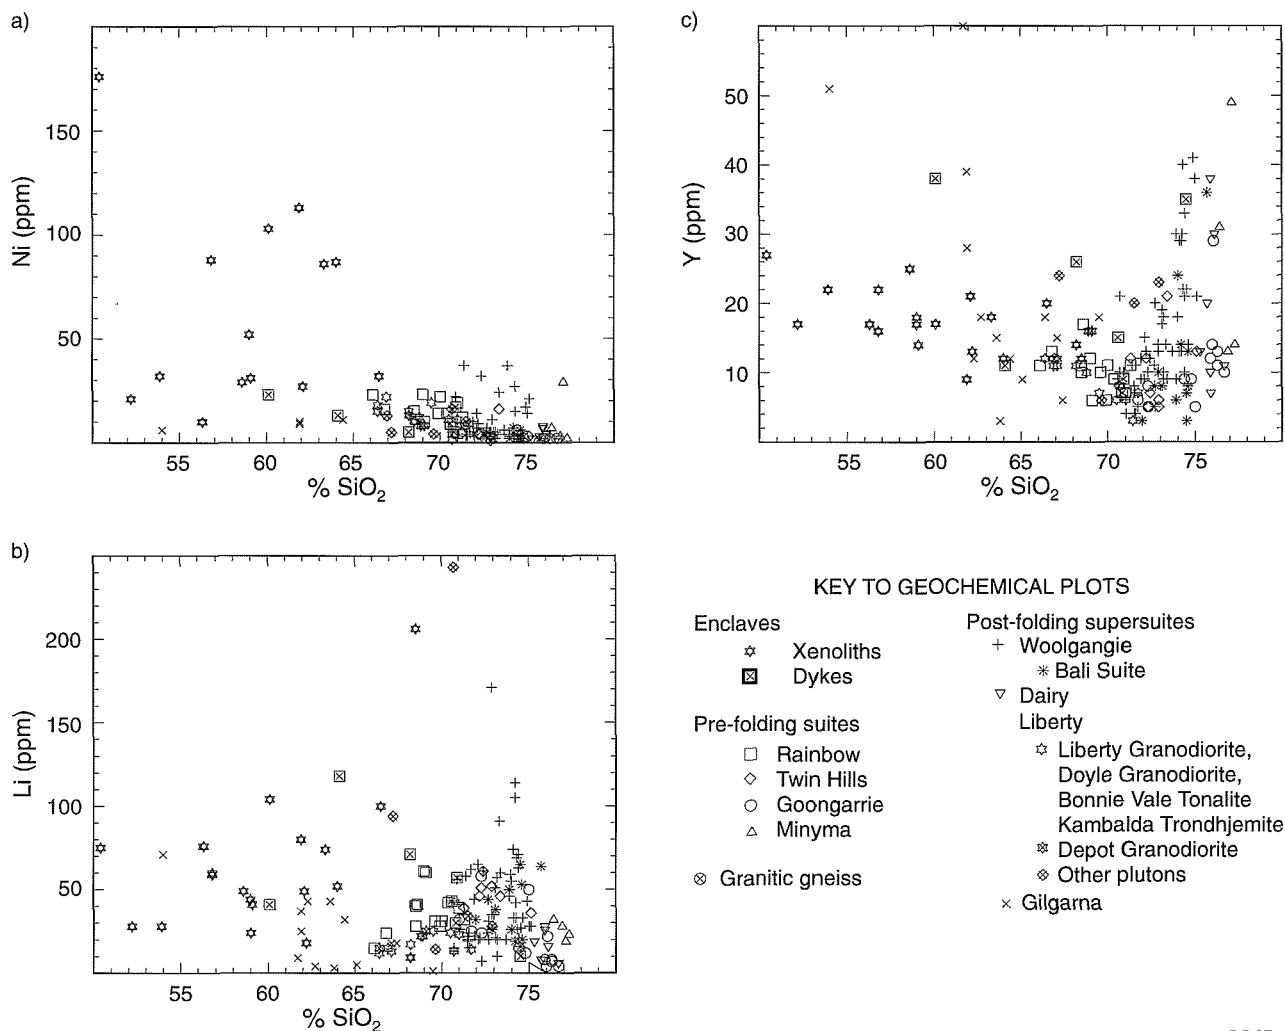 a)
Ni (ppm)
150
100
50
55 60 65 70 75
% SiO₂
c)
Y (ppm)
50
40
30
20
10
55 60 65 70 75
% SiO₂
b)
Li (ppm)
200
150
100
50
55 60 65 70 75
% SiO₂
KEY TO GEOCHEMICAL PLOTS
Enclaves
Xenoliths
Dykes
Pre-folding suites
Rainbow
Twin Hills
Goongarrie
Minyma
Granitic gneiss
Post-folding supersuites
Woolgangie
Bali Suite
Dairy
Liberty
Liberty Granodiorite,
Doyle Granodiorite,
Bonnie Vale Tonalite
Kambalda Trondhjemite
Depot Granodiorite
Other plutons
Gilgarna